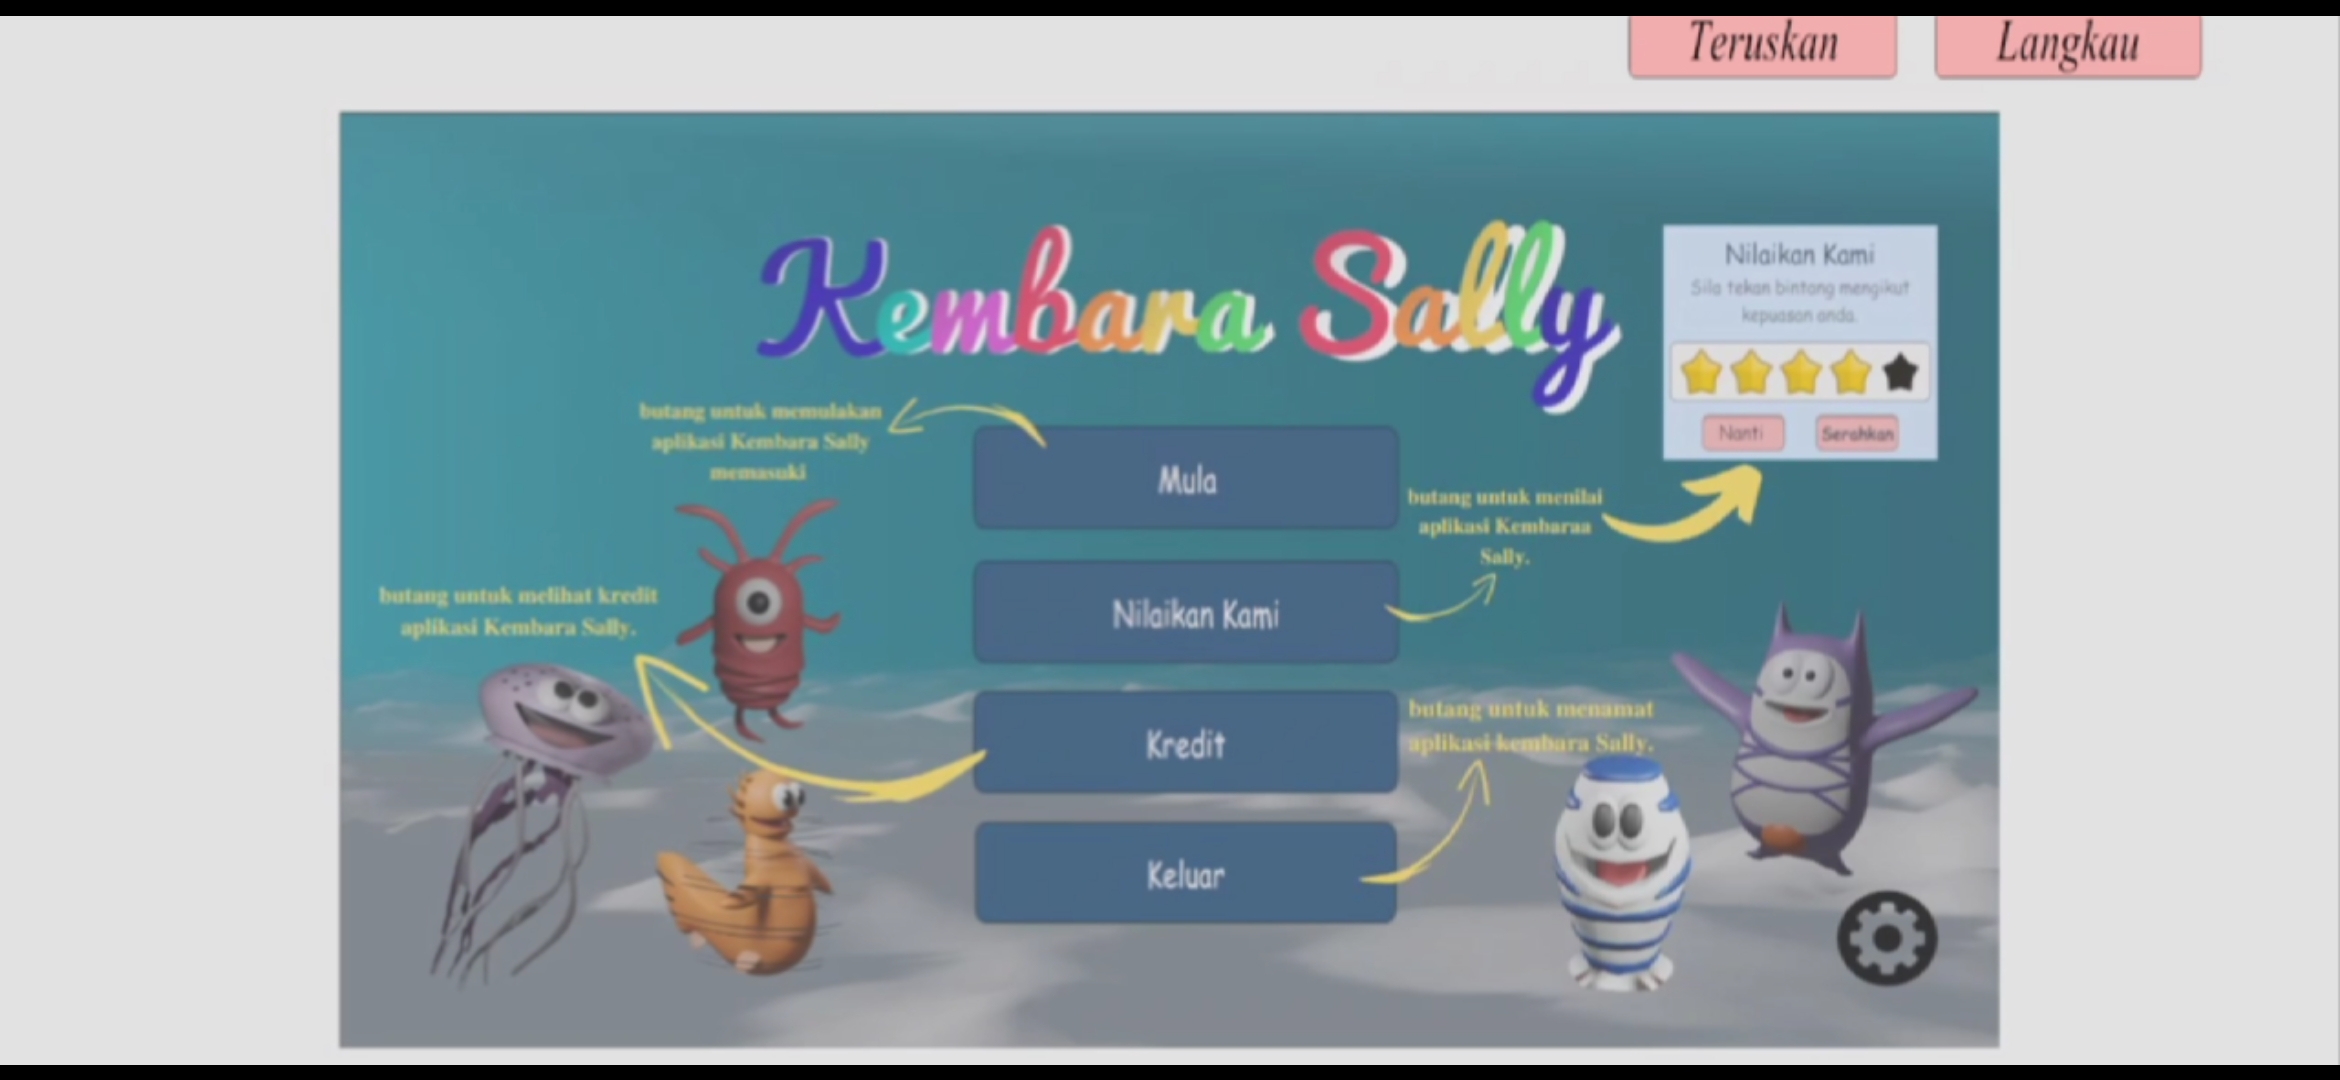 Teruskan
Langkau
Kembara Sally
Nilaikan Kami
Sila tekan bintang mengikut
kepuasan anda.
Nanti
Serahkan
butang untuk memulakan
aplikasi Kembara Sally
memasuki
Mula
butang untuk menilai
aplikasi Kembaraa
Sally.
Nilaikan Kami
butang untuk melihat kredit
aplikasi Kembara Sally.
Kredit
butang untuk menamat
aplikasi kembara Sally.
Keluar